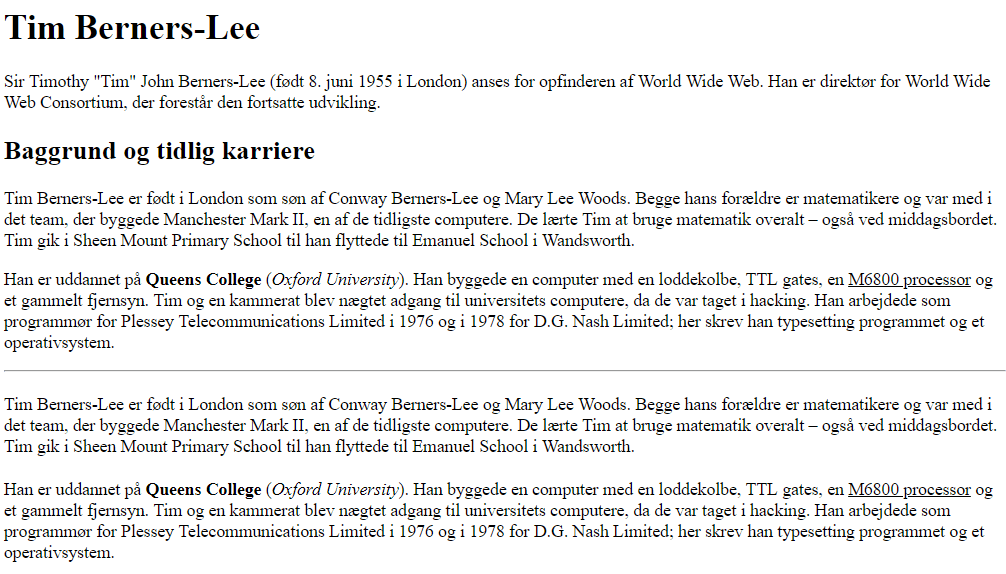 Tim Berners-Lee
Sir Timothy "Tim" John Berners-Lee (født 8. juni 1955 i London) anses for opfinderen af World Wide Web. Han er direktør for World Wide
Web Consortium, der forestår den fortsatte udvikling.
Baggrund og tidlig karriere
Tim Berners-Lee er født i London som søn af Conway Berners-Lee og Mary Lee Woods. Begge hans forældre er matematikere og var med i
det team, der byggede Manchester Mark II, en af de tidligste computere. De lærte Tim at bruge matematik overalt – også ved middagsbordet.
Tim gik i Sheen Mount Primary School til han flyttede til Emanuel School i Wandsworth.
Han er uddannet på Queens College (Oxford University). Han byggede en computer med en loddekolbe, TTL gates, en M6800 processor og
et gammelt fjernsyn. Tim og en kammerat blev nægtet adgang til universitets computere, da de var taget i hacking. Han arbejdede som
programmør for Plessey Telecommunications Limited i 1976 og i 1978 for D.G. Nash Limited; her skrev han typesetting programmet og et
operativsystem.
Tim Berners-Lee er født i London som søn af Conway Berners-Lee og Mary Lee Woods. Begge hans forældre er matematikere og var med i
det team, der byggede Manchester Mark II, en af de tidligste computere. De lærte Tim at bruge matematik overalt – også ved middagsbordet.
Tim gik i Sheen Mount Primary School til han flyttede til Emanuel School i Wandsworth.
Han er uddannet på Queens College (Oxford University). Han byggede en computer med en loddekolbe, TTL gates, en M6800 processor og
et gammelt fjernsyn. Tim og en kammerat blev nægtet adgang til universitets computere, da de var taget i hacking. Han arbejdede som
programmør for Plessey Telecommunications Limited i 1976 og i 1978 for D.G. Nash Limited; her skrev han typesetting programmet og et
operativsystem.